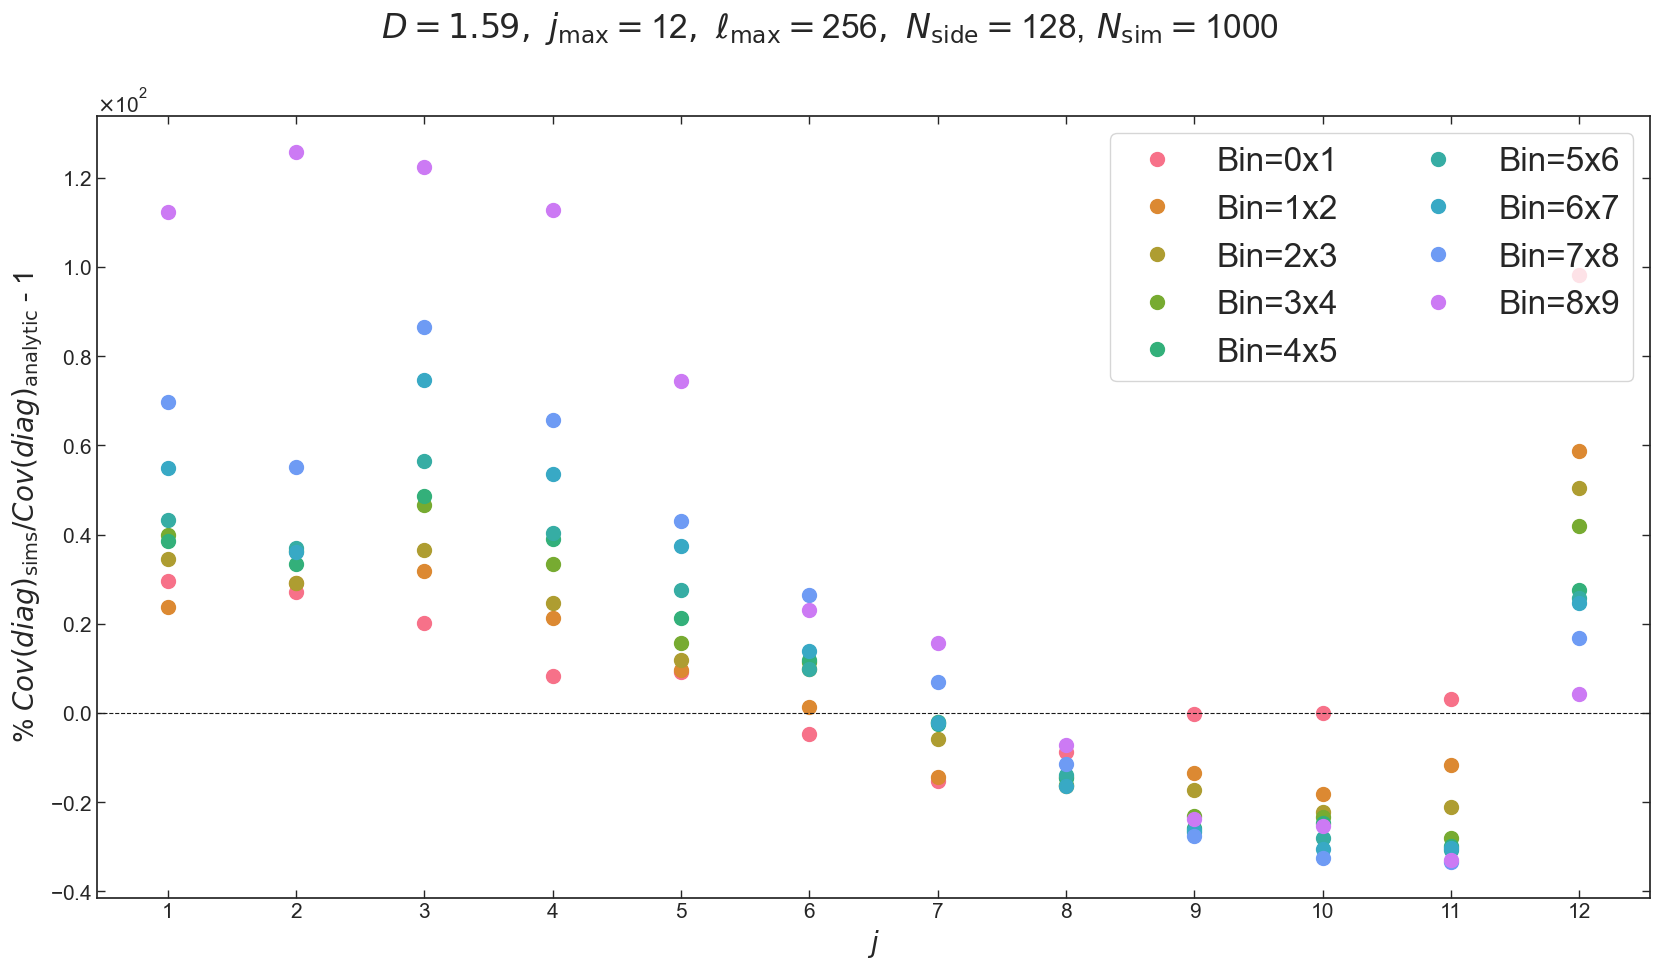 D = 1.59, j_max = 12, ℓ_max = 256, N_side = 128, N_sim = 1000
×10²
% Cov(diag)_sims/Cov(diag)_analytic - 1
1.2
1.0
0.8
0.6
0.4
0.2
0.0
−0.2
−0.4
Bin=0x1
Bin=1x2
Bin=2x3
Bin=3x4
Bin=4x5
Bin=5x6
Bin=6x7
Bin=7x8
Bin=8x9
1 2 3 4 5 6 7 8 9 10 11 12
j